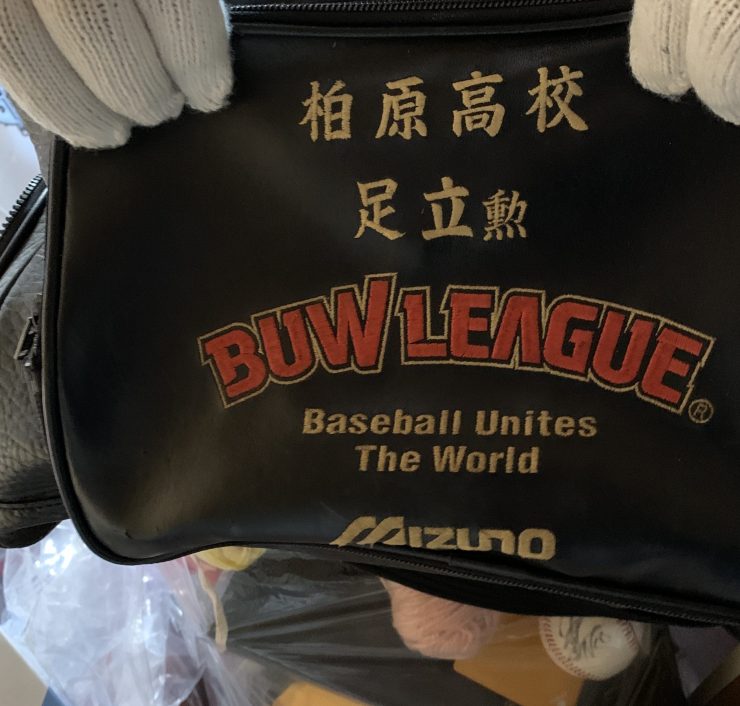 柏原高校
足立勲
BUW LEAGUE®
Baseball Unites
The World
MIZUNO